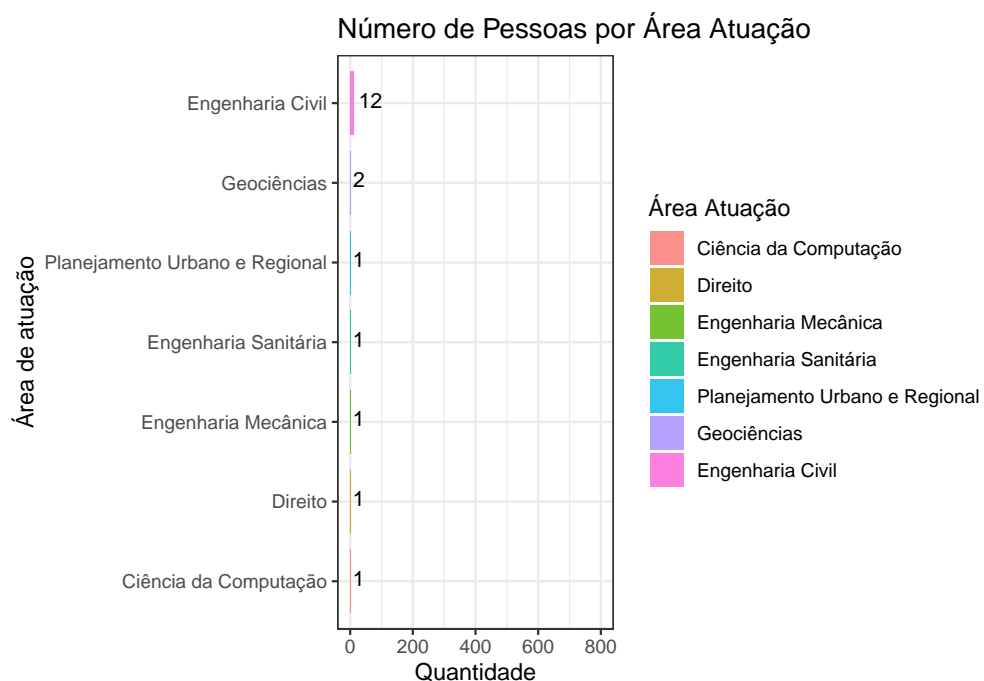 Número de Pessoas por Área Atuação
Área de atuação
Engenharia Civil
12
Geociências
2
Planejamento Urbano e Regional
1
Engenharia Sanitária
1
Engenharia Mecânica
1
Direito
1
Ciência da Computação
1
0 200 400 600 800
Quantidade
Área Atuação
Ciência da Computação
Direito
Engenharia Mecânica
Engenharia Sanitária
Planejamento Urbano e Regional
Geociências
Engenharia Civil